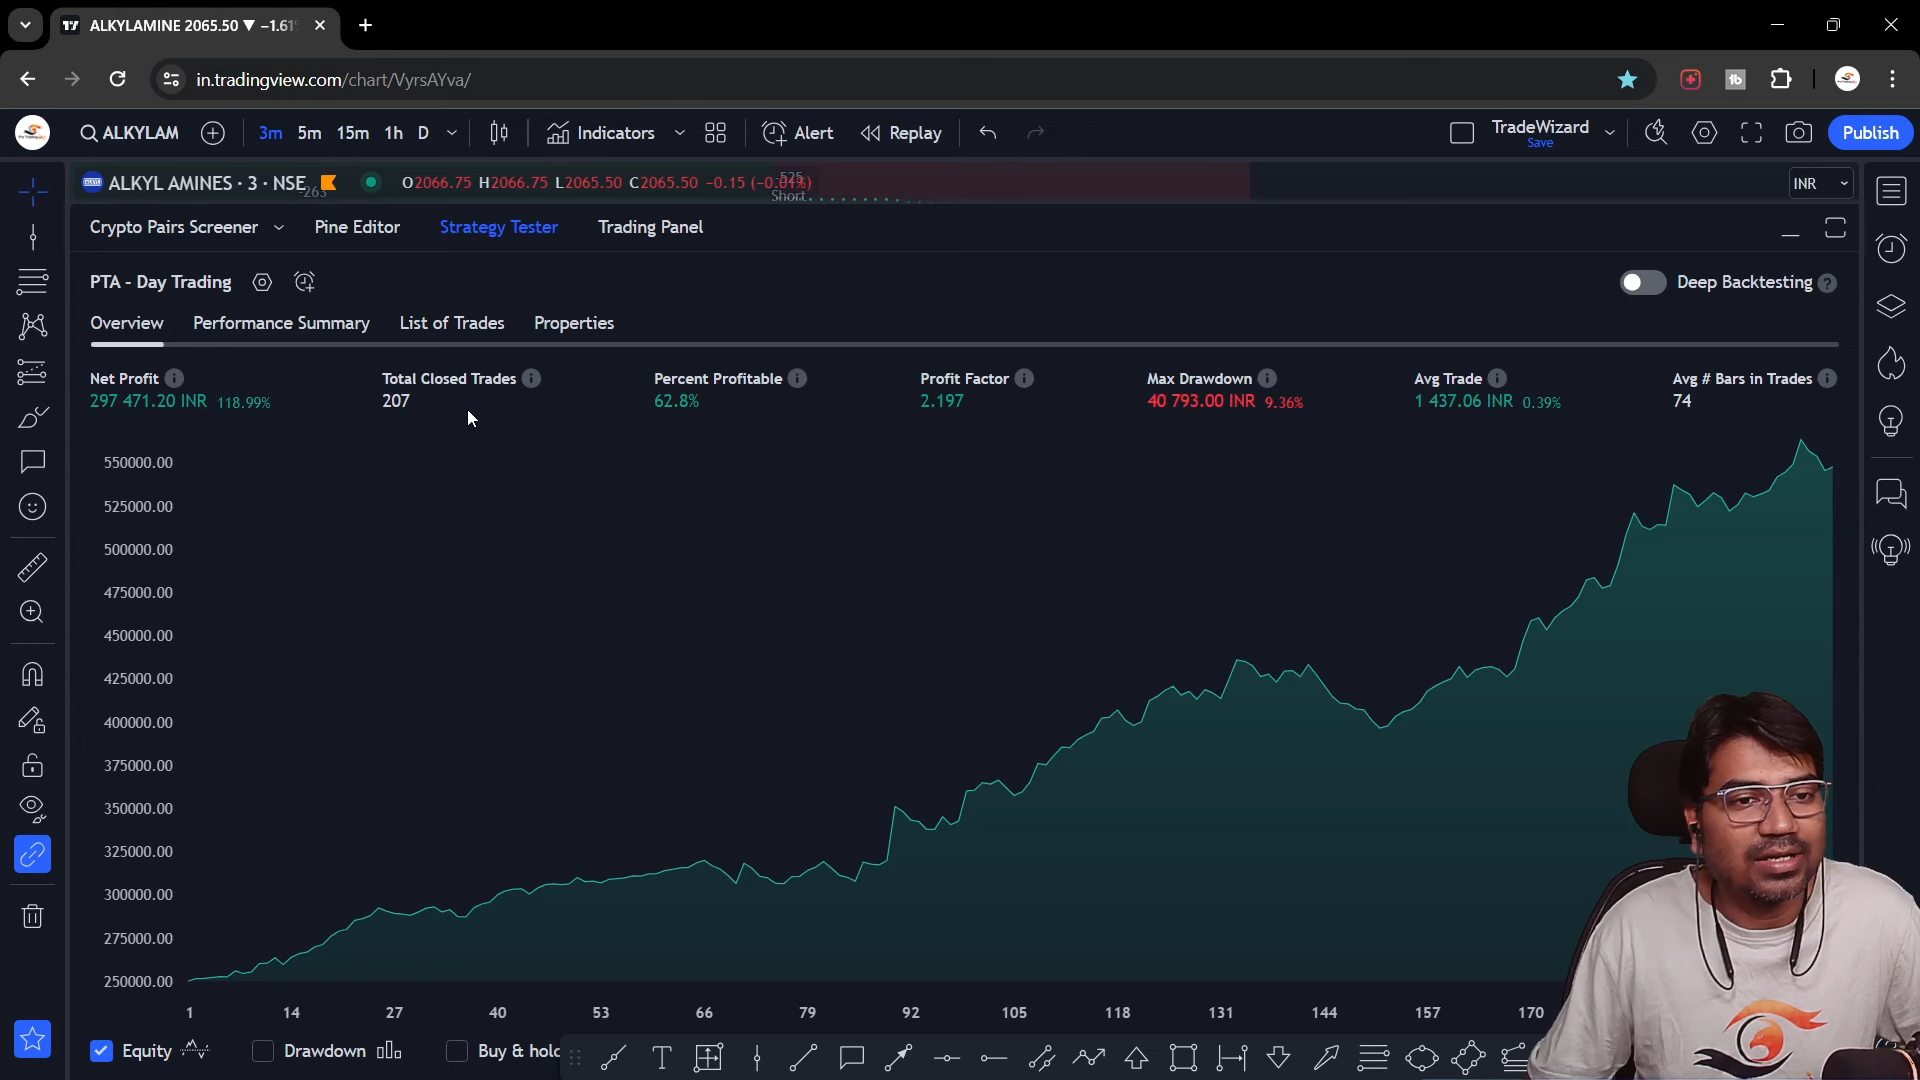 ALKYLAMINE 2065.50 ▼ −1.61
in.tradingview.com/chart/VyrsAYva/
ALKYLAM
3m 5m 15m 1h D
Indicators
Alert
Replay
TradeWizard
Save
Publish
ALKYL AMINES · 3 · NSE
O2066.75 H2066.75 L2065.50 C2065.50 −0.15 (−0.01%)
-263
-525
Short
INR
Crypto Pairs Screener Pine Editor Strategy Tester Trading Panel
PTA - Day Trading
Deep Backtesting
Overview Performance Summary List of Trades Properties
Net Profit Total Closed Trades Percent Profitable Profit Factor Max Drawdown Avg Trade Avg # Bars in Trades
297 471.20 INR 118.99% 207 62.8% 2.197 40 793.00 INR 9.36% 1 437.06 INR 0.39% 74
550000.00
525000.00
500000.00
475000.00
450000.00
425000.00
400000.00
375000.00
350000.00
325000.00
300000.00
275000.00
250000.00
1 14 27 40 53 66 79 92 105 118 131 144 157 170
Equity Drawdown Buy & hold